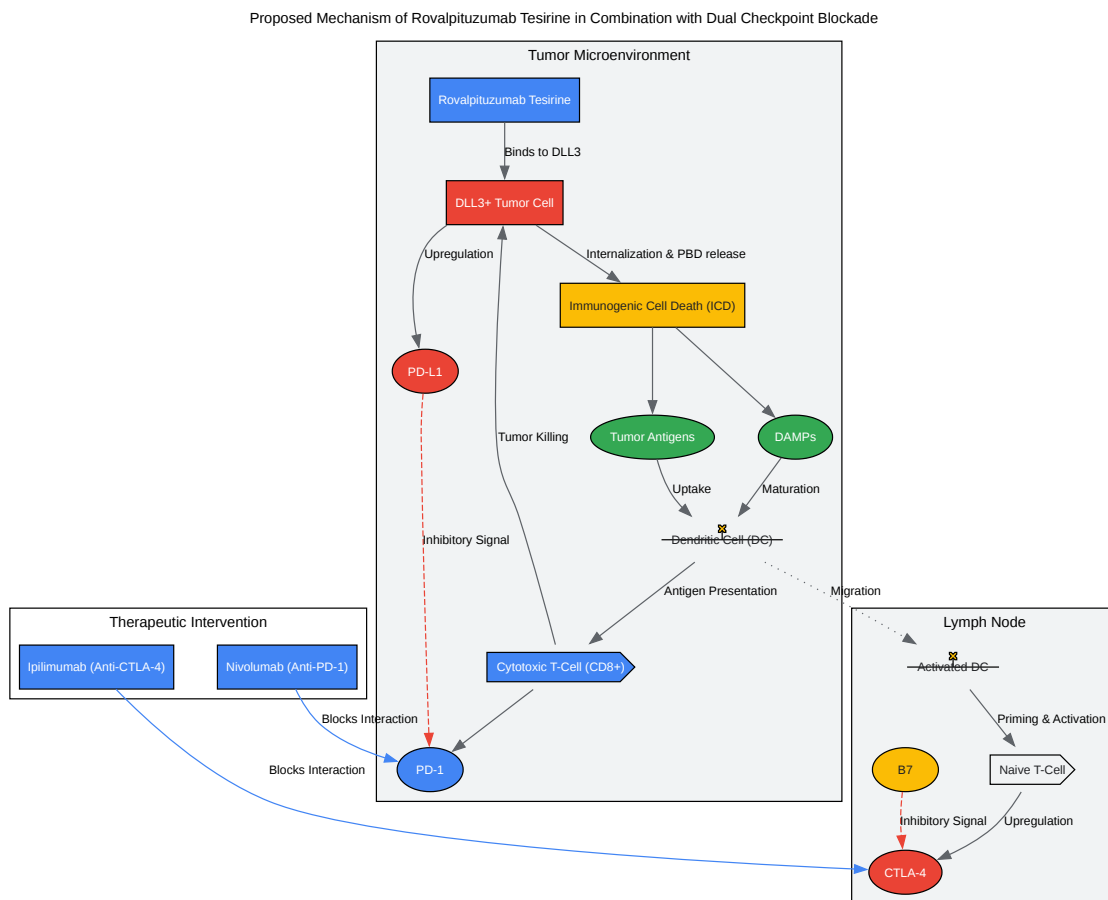 Proposed Mechanism of Rovalpituzumab Tesirine in Combination with Dual Checkpoint Blockade
Tumor Microenvironment
Rovalpituzumab Tesirine
Binds to DLL3
DLL3+ Tumor Cell
Upregulation
Internalization & PBD release
Immunogenic Cell Death (ICD)
PD-L1
Tumor Antigens
DAMPs
Tumor Killing
Uptake
Maturation
Inhibitory Signal
Dendritic Cell (DC)
Antigen Presentation
Migration
Therapeutic Intervention
Lymph Node
Ipilimumab (Anti-CTLA-4)
Nivolumab (Anti-PD-1)
Cytotoxic T-Cell (CD8+)
Activated DC
Blocks Interaction
Priming & Activation
Blocks Interaction
PD-1
B7
Naive T-Cell
Inhibitory Signal
Upregulation
CTLA-4